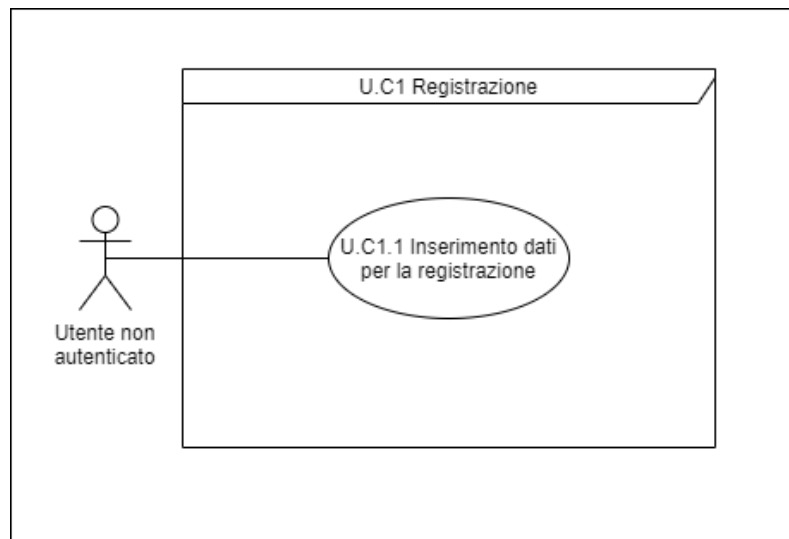 U.C1 Registrazione
U.C1.1 Inserimento dati
per la registrazione
Utente non
autenticato